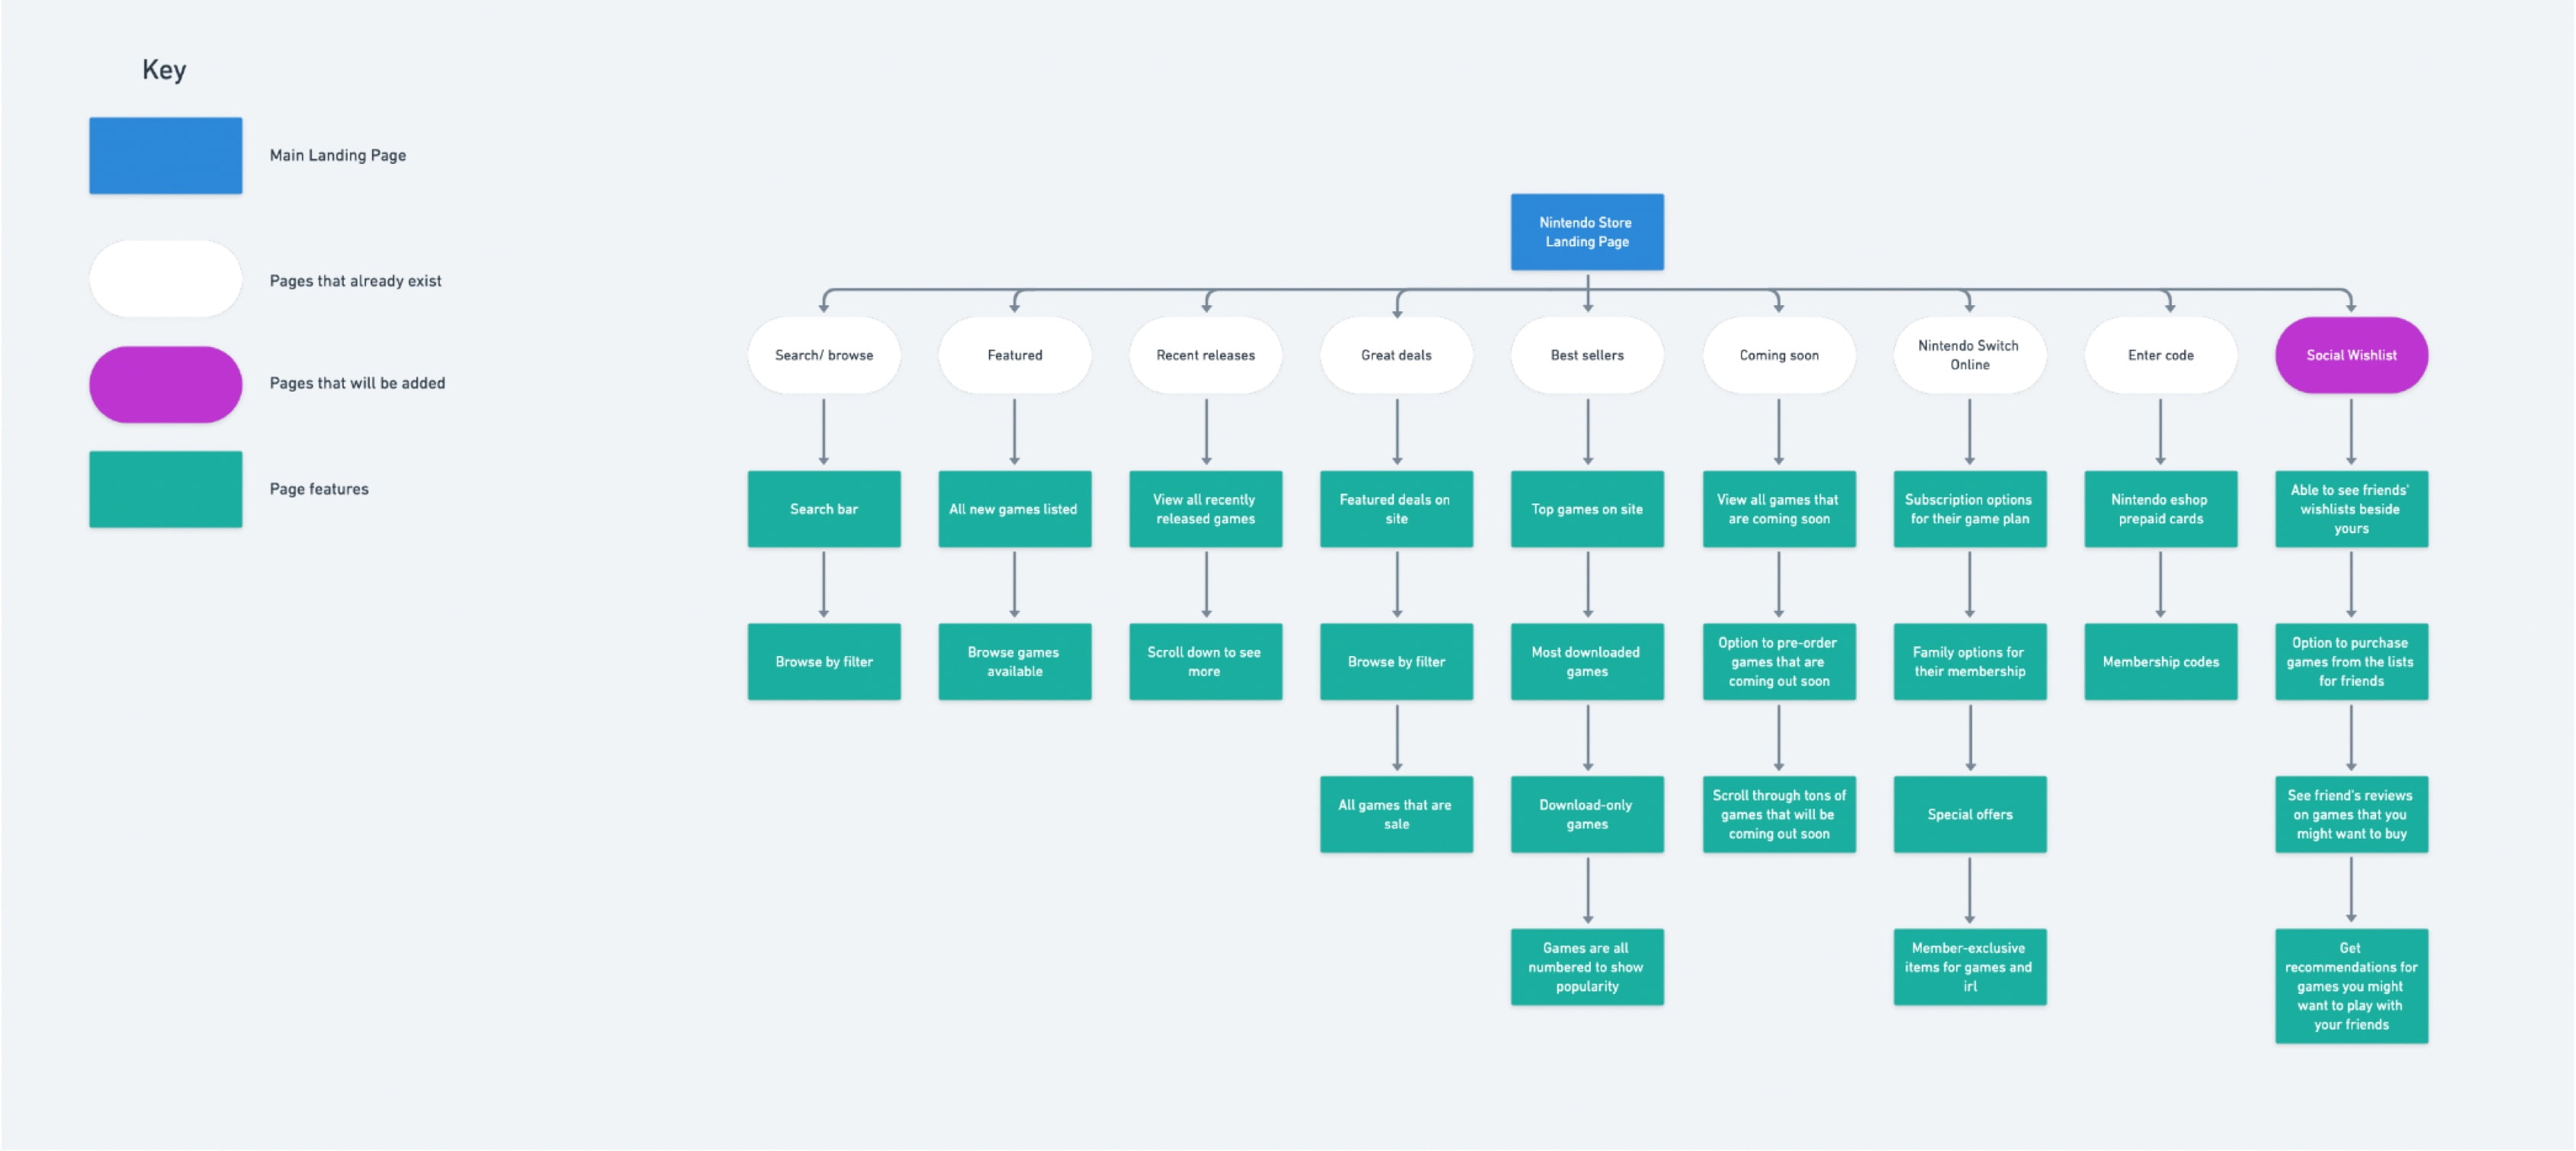 Key
Main Landing Page
Pages that already exist
Pages that will be added
Page features
Nintendo Store
Landing Page
Search/ browse
Featured
Recent releases
Great deals
Best sellers
Coming soon
Nintendo Switch
Online
Enter code
Social Wishlist
Search bar
All new games listed
View all recently
released games
Featured deals on
site
Top games on site
View all games that
are coming soon
Subscription options
for their game plan
Nintendo eshop
prepaid cards
Able to see friends'
wishlists beside
yours
Browse by filter
Browse games
available
Scroll down to see
more
Browse by filter
Most downloaded
games
Option to pre-order
games that are
coming out soon
Family options for
their membership
Membership codes
Option to purchase
games from the lists
for friends
All games that are
sale
Download-only
games
Scroll through tons of
games that will be
coming out soon
Special offers
See friend's reviews
on games that you
might want to buy
Games are all
numbered to show
popularity
Member-exclusive
items for games and
irl
Get
recommendations for
games you might
want to play with
your friends